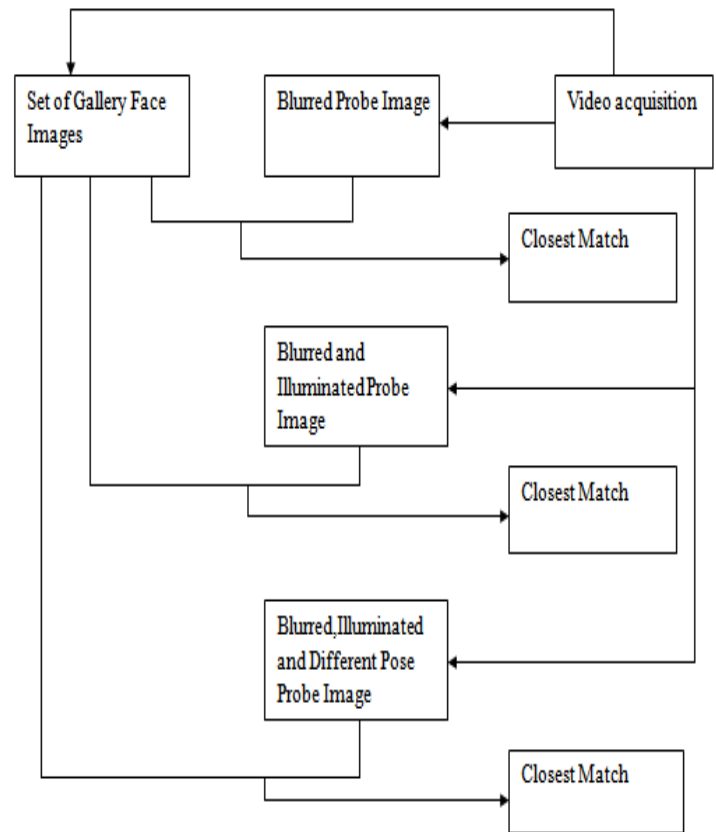 Set of Gallery Face
Images
Blurred Probe Image
Video acquisition
Closest Match
Blurred and
Illuminated Probe
Image
Closest Match
Blurred,Illuminated
and Different Pose
Probe Image
Closest Match